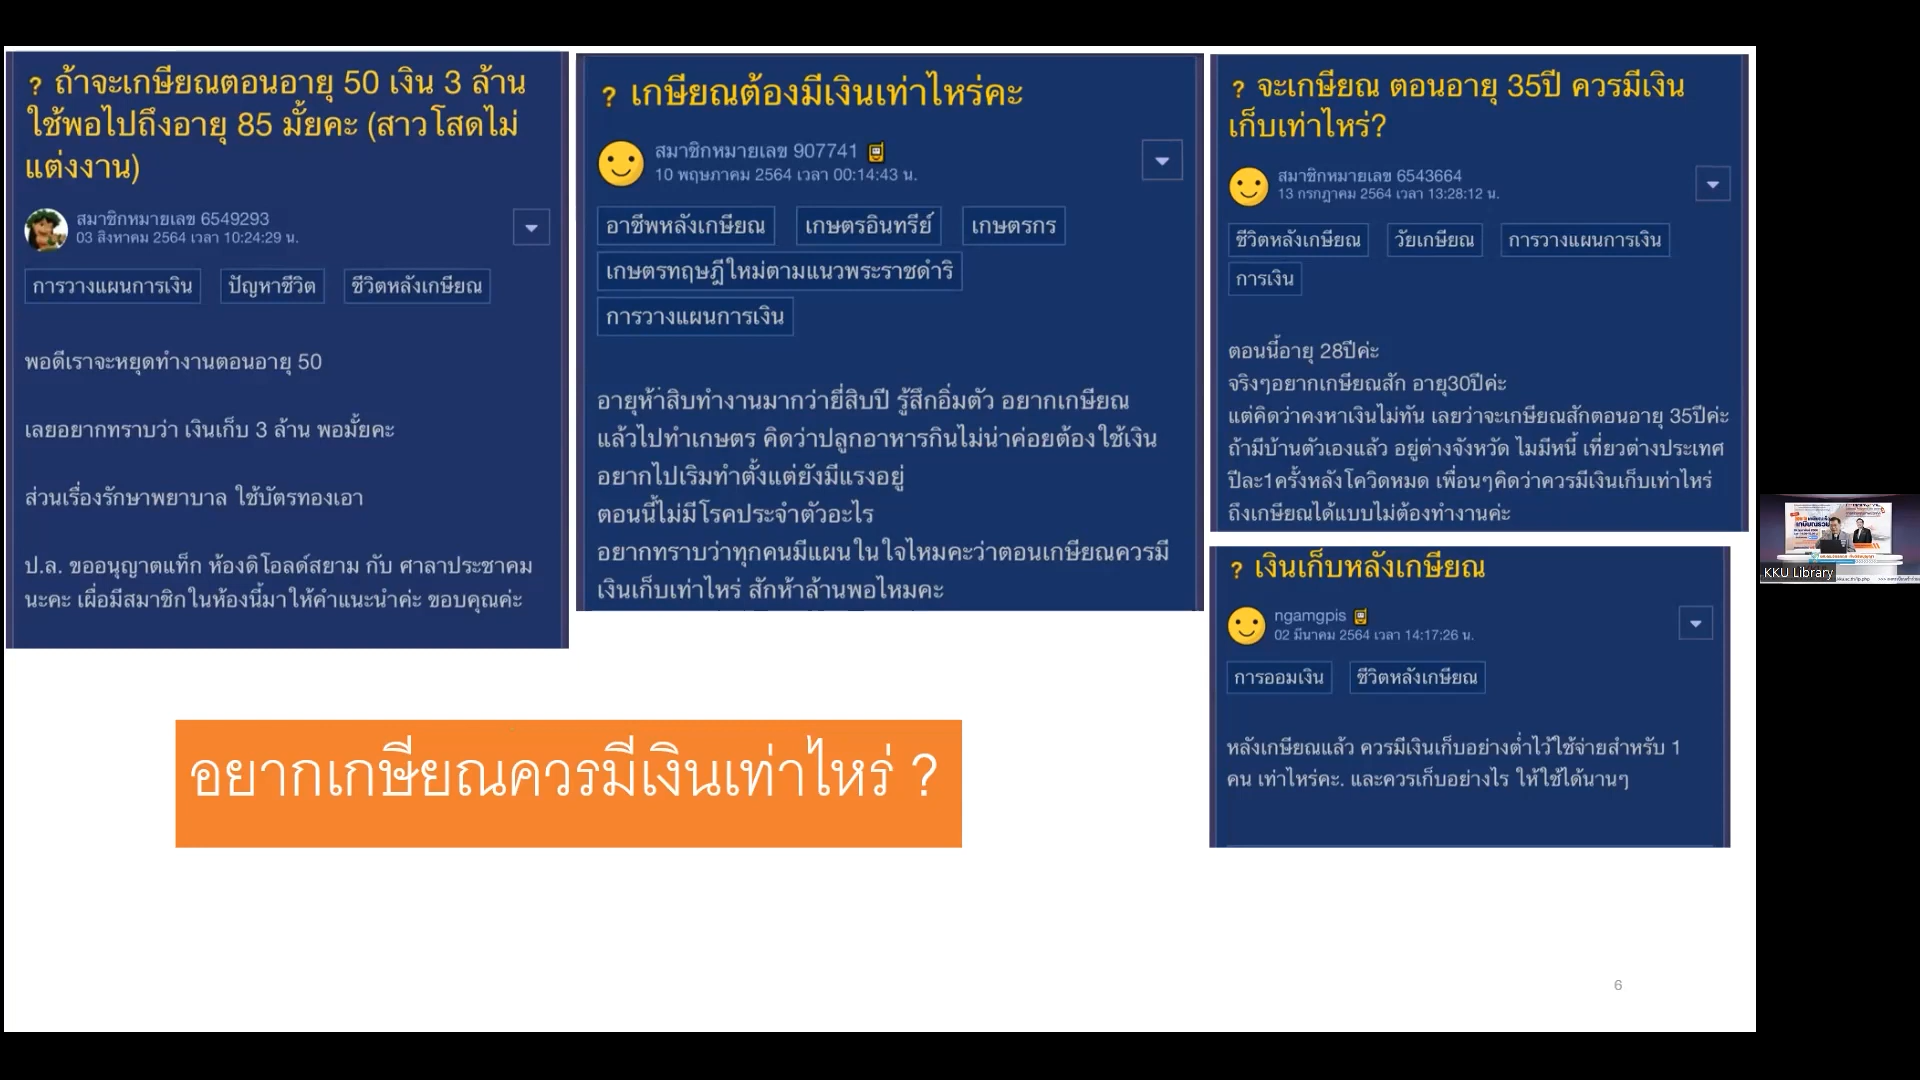 ? ถ้าจะเกษียณตอนอายุ 50 เงิน 3 ล้าน
ใช้พอไปถึงอายุ 85 มั้ยคะ (สาวโสดไม่
แต่งงาน)
สมาชิกหมายเลข 6549293
03 สิงหาคม 2564 เวลา 10:24:29 น.
การวางแผนการเงิน ปัญหาชีวิต ชีวิตหลังเกษียณ
พอดีเราจะหยุดทำงานตอนอายุ 50
เลยอยากทราบว่า เงินเก็บ 3 ล้าน พอมั้ยคะ
ส่วนเรื่องรักษาพยาบาล ใช้บัตรทองเอา
ป.ล. ขออนุญาตแท็ก ห้องดิโอลด์สยาม กับ ศาลาประชาคม
นะคะ เผื่อมีสมาชิกในห้องนี้มาให้คำแนะนำค่ะ ขอบคุณค่ะ
? เกษียณต้องมีเงินเท่าไหร่คะ
สมาชิกหมายเลข 907741
10 พฤษภาคม 2564 เวลา 00:14:43 น.
อาชีพหลังเกษียณ เกษตรอินทรีย์ เกษตรกร
เกษตรทฤษฎีใหม่ตามแนวพระราชดำริ
การวางแผนการเงิน
อายุห้าสิบทำงานมากว่ายี่สิบปี รู้สึกอิ่มตัว อยากเกษียณ
แล้วไปทำเกษตร คิดว่าปลูกอาหารกินไม่น่าค่อยต้องใช้เงิน
อยากไปเริมทำตั้งแต่ยังมีแรงอยู่
ตอนนี้ไม่มีโรคประจำตัวอะไร
อยากทราบว่าทุกคนมีแผนในใจไหมคะว่าตอนเกษียณควรมี
เงินเก็บเท่าไหร่ สักห้าล้านพอไหมคะ
? จะเกษียณ ตอนอายุ 35ปี ควรมีเงิน
เก็บเท่าไหร่?
สมาชิกหมายเลข 6543664
13 กรกฎาคม 2564 เวลา 13:28:12 น.
ชีวิตหลังเกษียณ วัยเกษียณ การวางแผนการเงิน
การเงิน
ตอนนี้อายุ 28ปีค่ะ
จริงๆอยากเกษียณสัก อายุ30ปีค่ะ
แต่คิดว่าคงหาเงินไม่ทัน เลยว่าจะเกษียณสักตอนอายุ 35ปีค่ะ
ถ้ามีบ้านตัวเองแล้ว อยู่ต่างจังหวัด ไมมีหนี้ เที่ยวต่างประเทศ
ปีละ1ครั้งหลังโควิดหมด เพื่อนๆคิดว่าควรมีเงินเก็บเท่าไหร่
ถึงเกษียณได้แบบไม่ต้องทำงานค่ะ
? เงินเก็บหลังเกษียณ
ngamgpis
02 มีนาคม 2564 เวลา 14:17:26 น.
การออมเงิน ชีวิตหลังเกษียณ
หลังเกษียณแล้ว ควรมีเงินเก็บอย่างต่ำไว้ใช้จ่ายสำหรับ 1
คน เท่าไหร่คะ. และควรเก็บอย่างไร ให้ใช้ได้นานๆ
อยากเกษียณควรมีเงินเท่าไหร่ ?
6
KKU Library